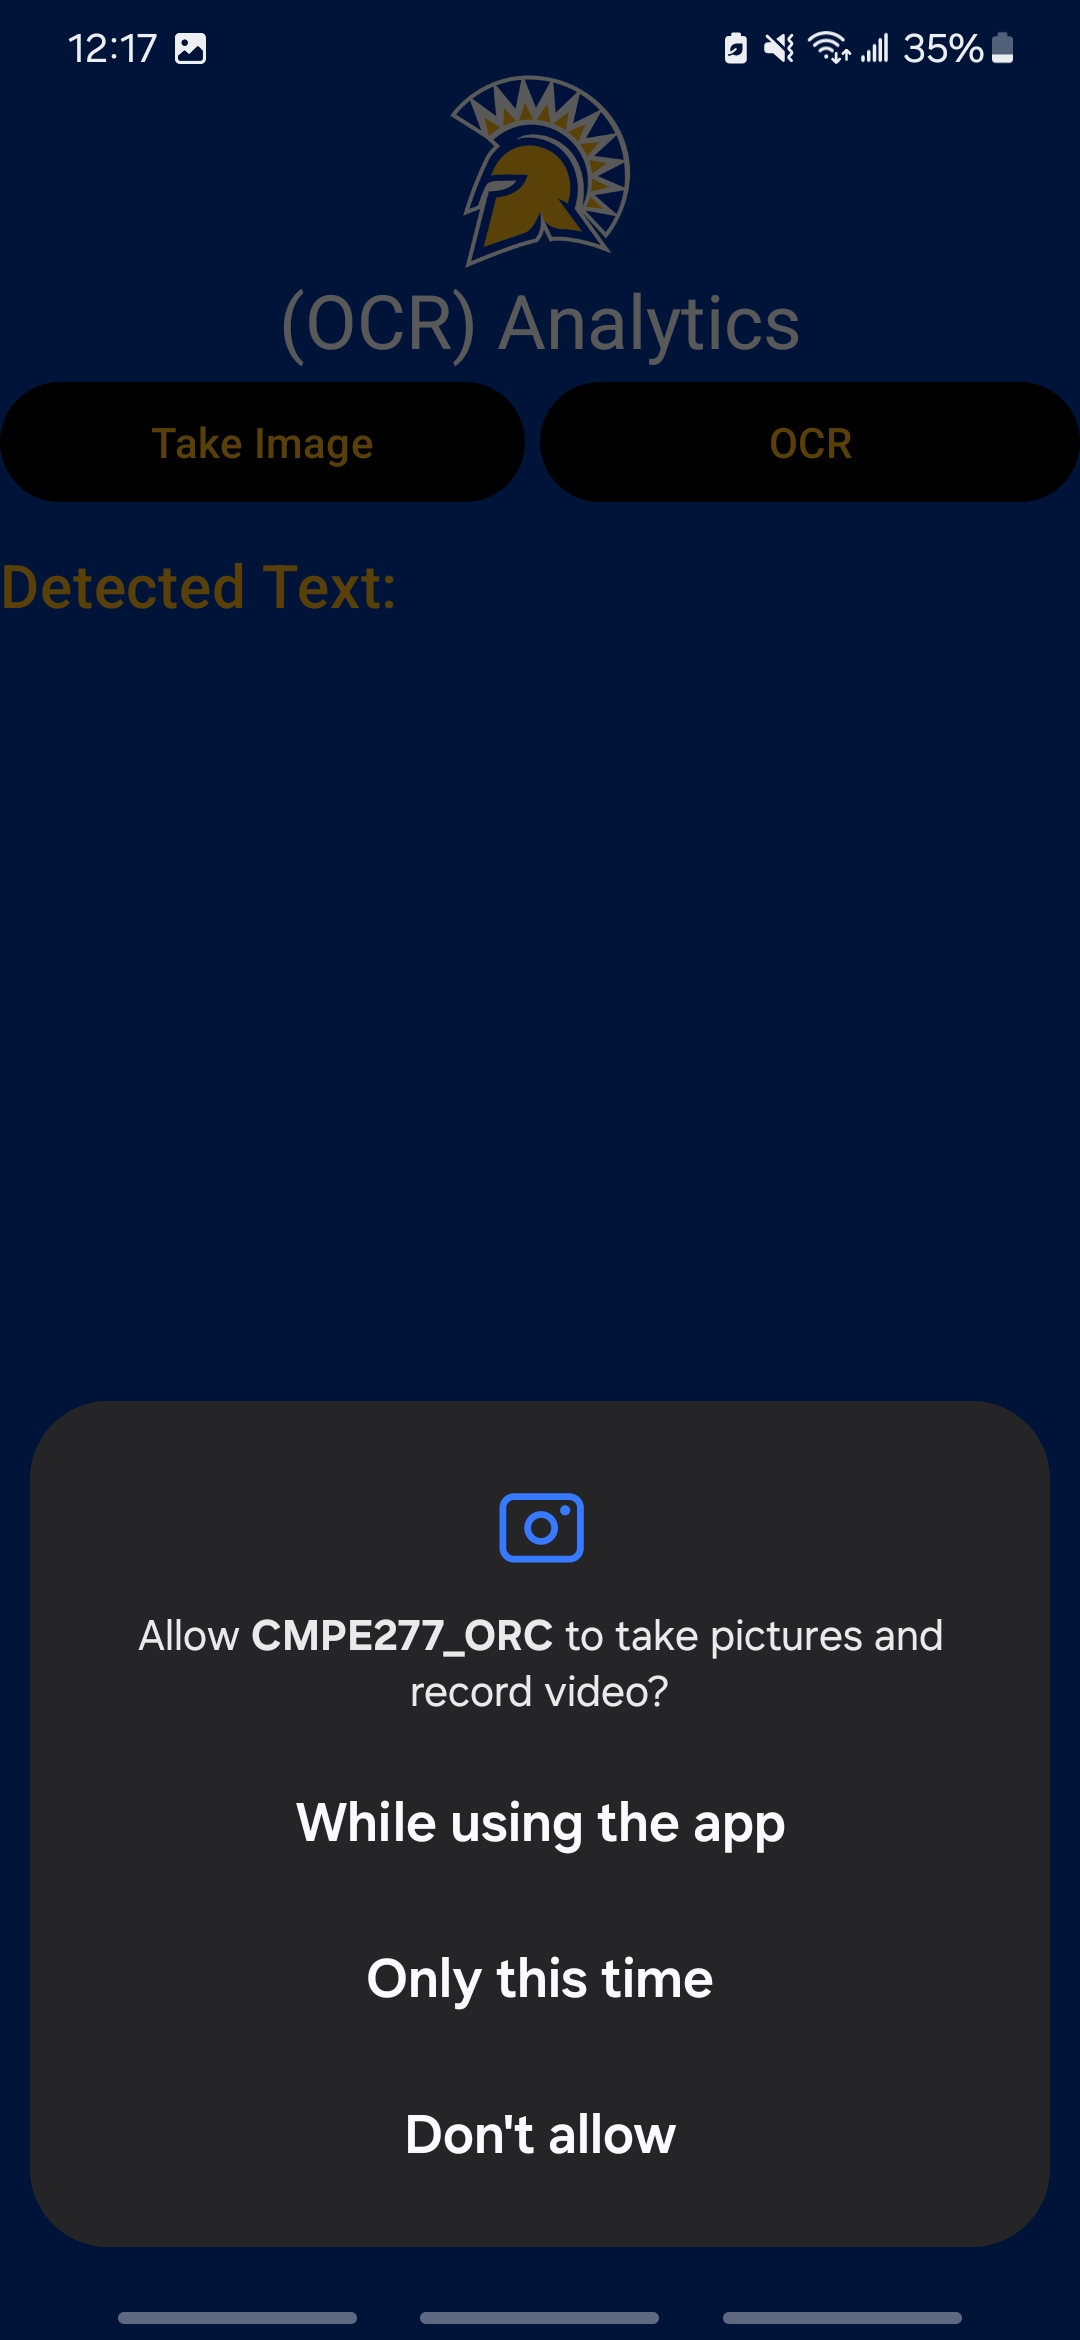 12:17 35%
(OCR) Analytics
Take Image OCR
Detected Text:
Allow CMPE277_ORC to take pictures and
record video?
While using the app
Only this time
Don't allow